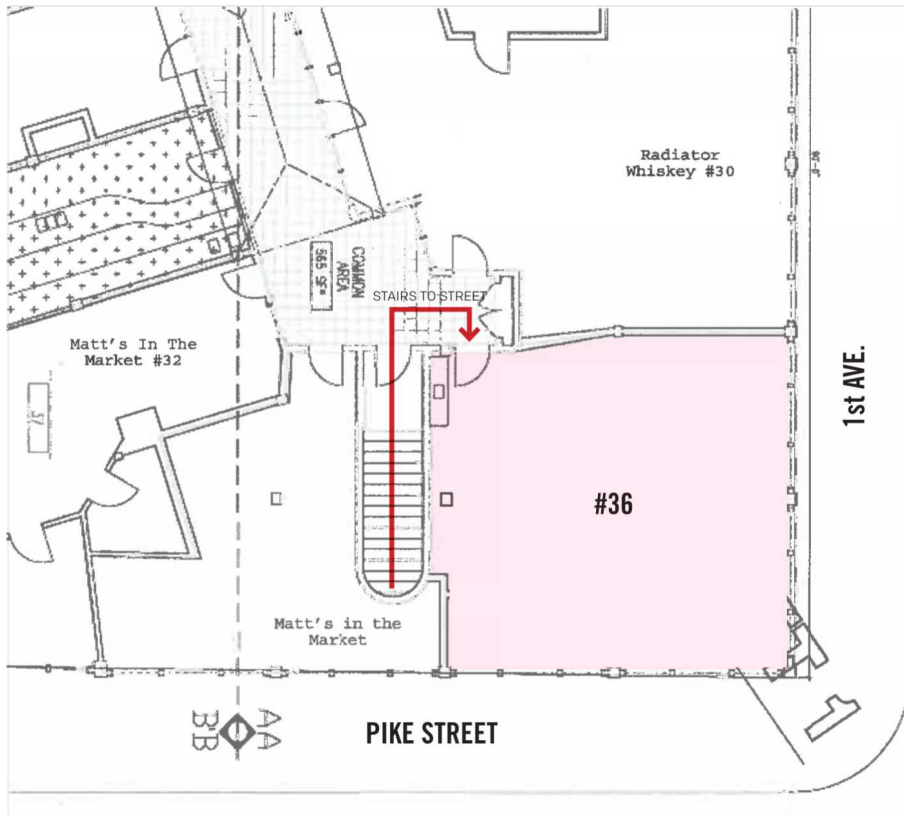 Radiator
Whiskey #30
COMMON
AREA
565 SF±
STAIRS TO STREET
Matt's In The
Market #32
1st AVE.
#36
Matt's in the
Market
AA
B'B
PIKE STREET